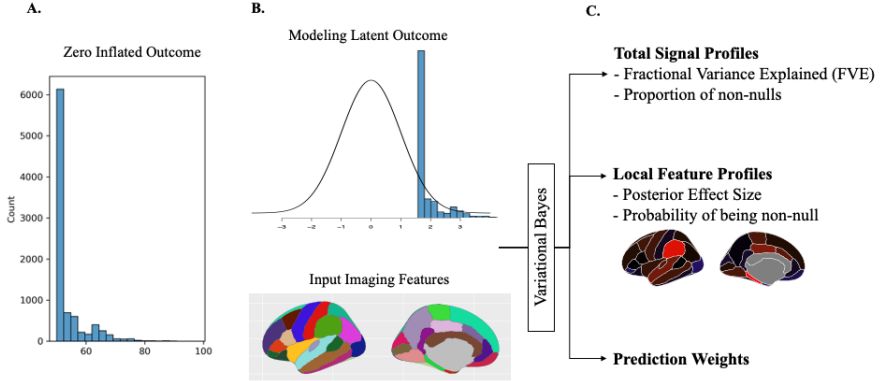 A.
Zero Inflated Outcome
Count
6000
5000
4000
3000
2000
1000
0
60
80
100
B.
Modeling Latent Outcome
−3
−2
−1
0
1
2
3
Input Imaging Features
Variational Bayes
C.
Total Signal Profiles
- Fractional Variance Explained (FVE)
- Proportion of non-nulls
Local Feature Profiles
- Posterior Effect Size
- Probability of being non-null
Prediction Weights